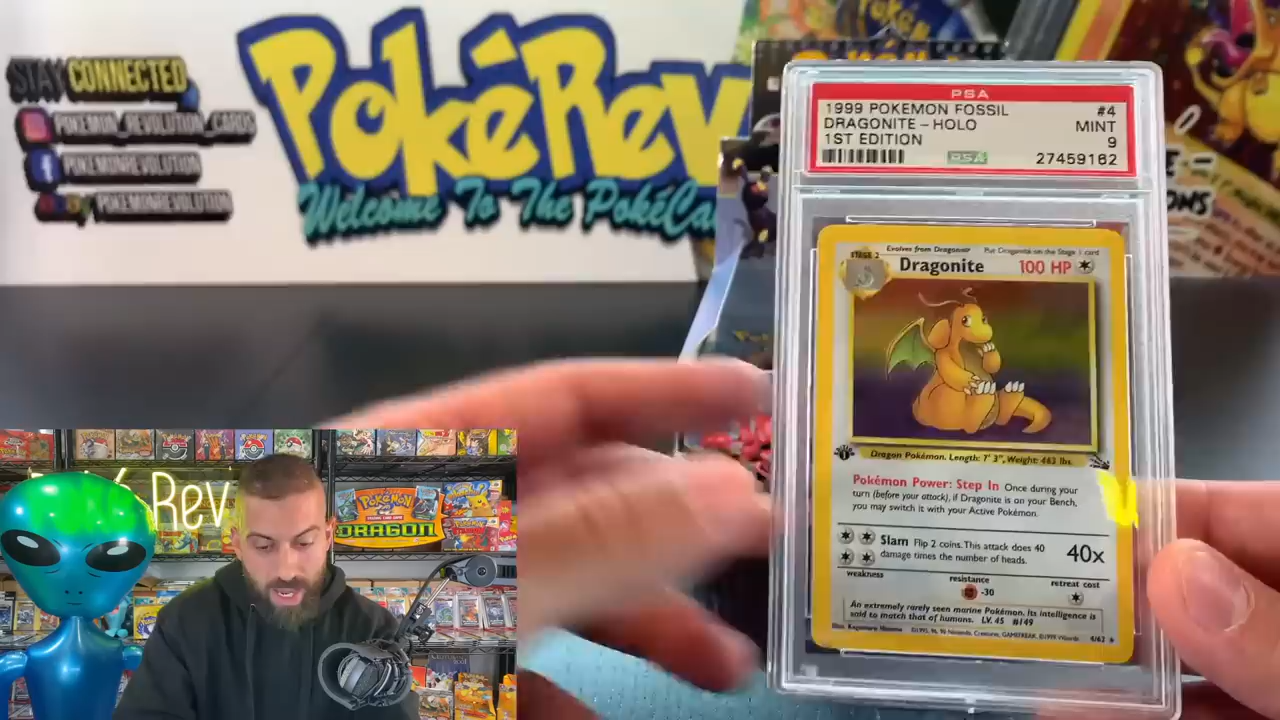 STAY CONNECTED
POKEMON_REVOLUTION_CARDS
POKEMONREVOLUTION
POKEMONREVOLUTION
PokéRev
Welcome To The PokéCa
PSA
1999 POKEMON FOSSIL #4
DRAGONITE - HOLO MINT
1ST EDITION 9
PSA 27459162
STAGE 2 Evolves from Dragonair Put Dragonite on the Stage 1 card
Dragonite 100 HP
Dragon Pokémon. Length: 7' 3", Weight: 463 lbs.
Pokémon Power: Step In Once during your
turn (before your attack), if Dragonite is on your Bench,
you may switch it with your Active Pokémon.
Slam Flip 2 coins. This attack does 40
damage times the number of heads. 40x
weakness resistance retreat cost
-30
An extremely rarely seen marine Pokémon. Its intelligence is
said to match that of humans. LV. 45 #149
4/62
Rev
POKEMON
DRAGON